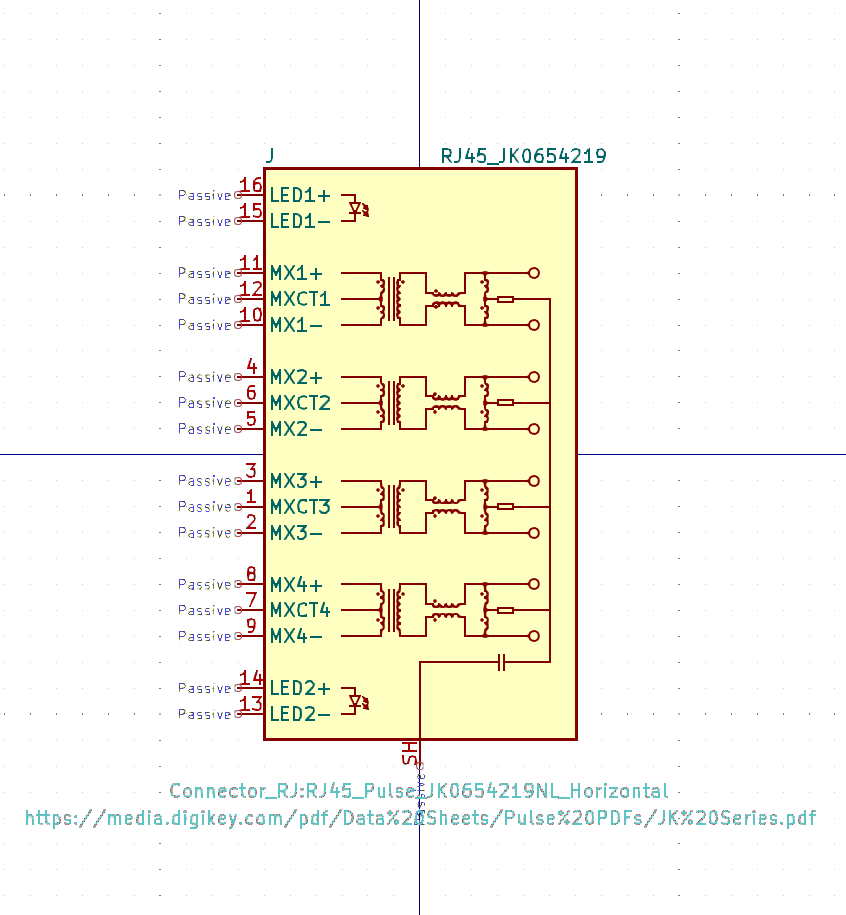 J RJ45_JK0654219
Passive 16 LED1+
Passive 15 LED1-
Passive 11 MX1+
Passive 12 MXCT1
Passive 10 MX1-
Passive 4 MX2+
Passive 6 MXCT2
Passive 5 MX2-
Passive 3 MX3+
Passive 1 MXCT3
Passive 2 MX3-
Passive 8 MX4+
Passive 7 MXCT4
Passive 9 MX4-
Passive 14 LED2+
Passive 13 LED2-
SH
Passive
Connector_RJ:RJ45_Pulse_JK0654219NL_Horizontal
https://media.digikey.com/pdf/Data%20Sheets/Pulse%20PDFs/JK%20Series.pdf